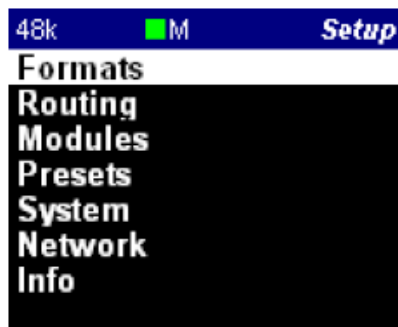 48k M Setup
Formats
Routing
Modules
Presets
System
Network
Info